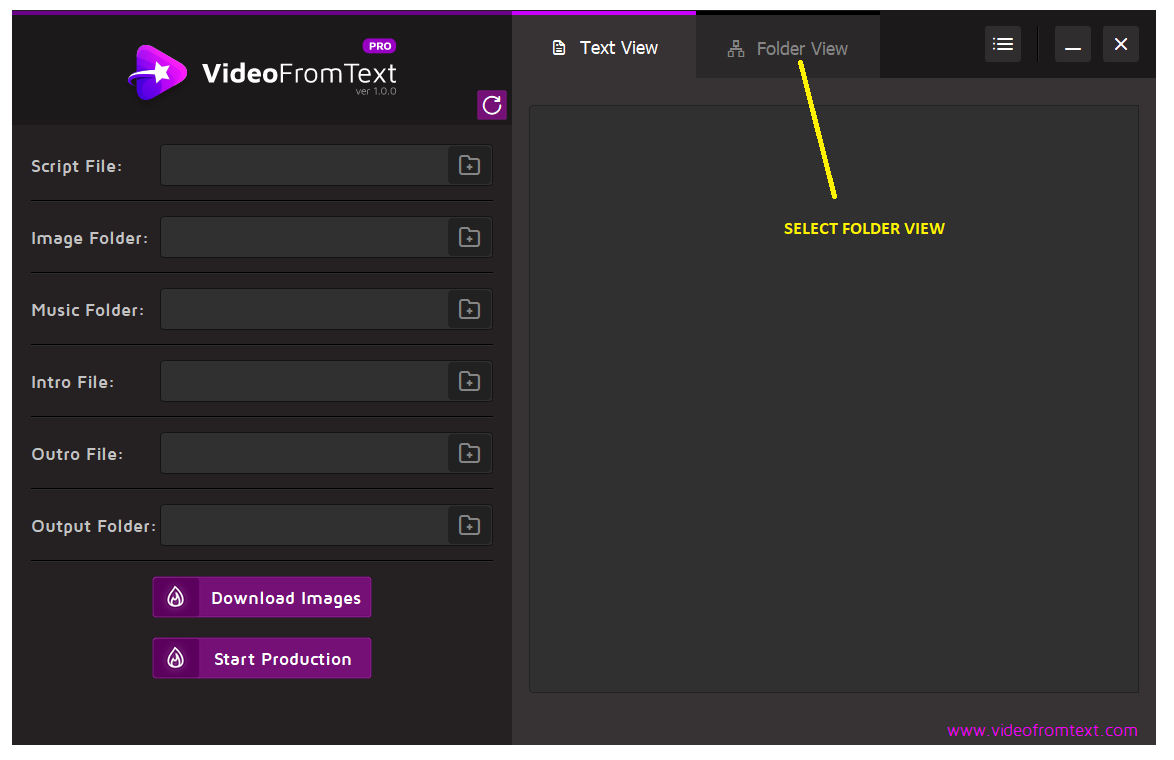 PRO
VideoFromText
ver 1.0.0
Text View
Folder View
Script File:
Image Folder:
Music Folder:
Intro File:
Outro File:
Output Folder:
Download Images
Start Production
SELECT FOLDER VIEW
www.videofromtext.com